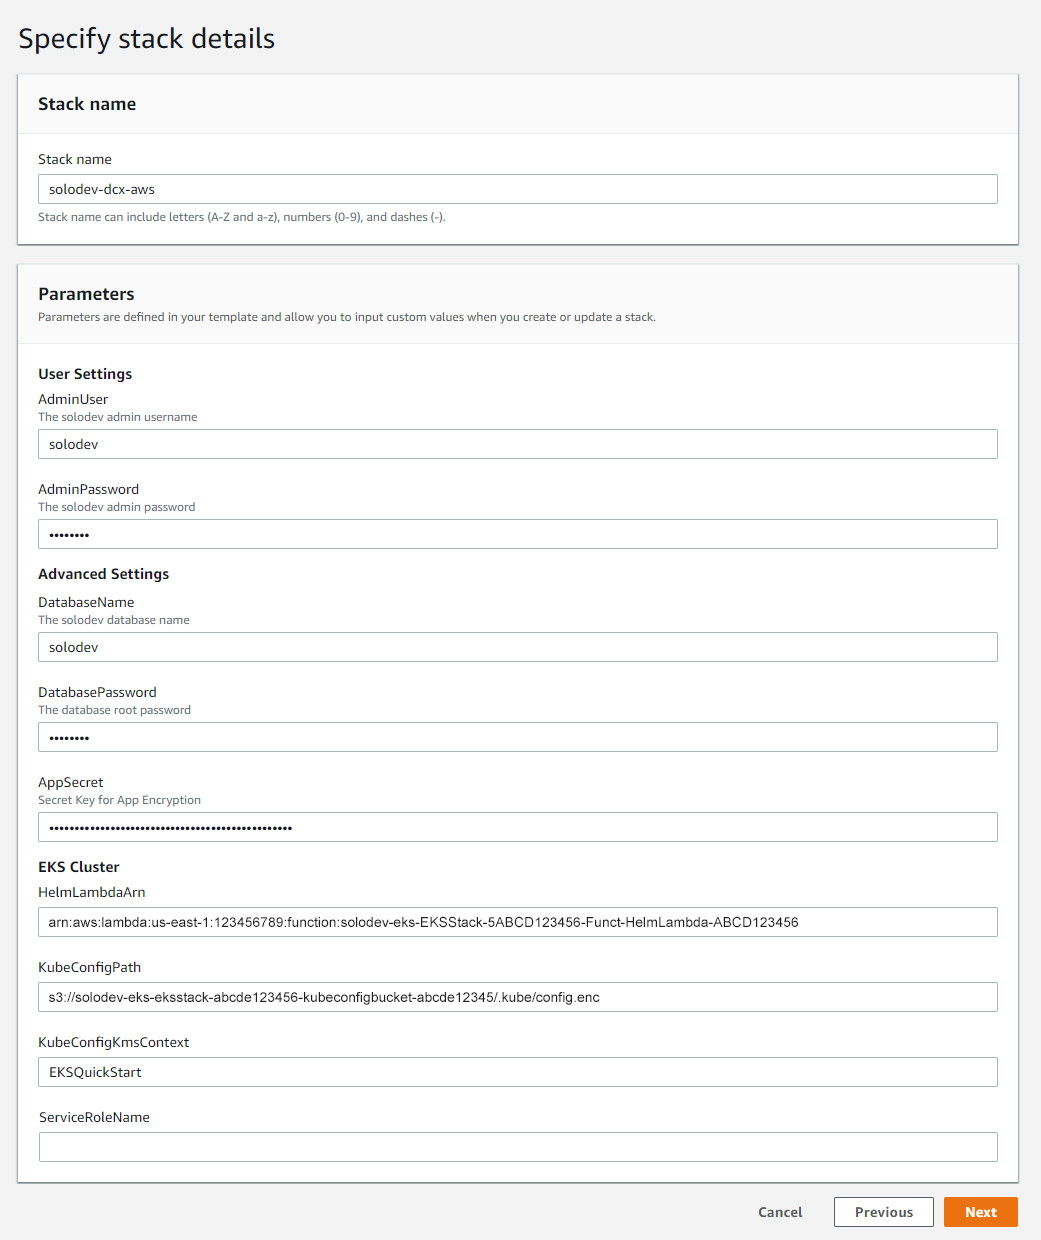 Specify stack details
Stack name
Stack name
solodev-dcx-aws
Stack name can include letters (A-Z and a-z), numbers (0-9), and dashes (-).
Parameters
Parameters are defined in your template and allow you to input custom values when you create or update a stack.
User Settings
AdminUser
The solodev admin username
solodev
AdminPassword
The solodev admin password
••••••••
Advanced Settings
DatabaseName
The solodev database name
solodev
DatabasePassword
The database root password
••••••••
AppSecret
Secret Key for App Encryption
••••••••••••••••••••••••••••••••••••••••••••••••
EKS Cluster
HelmLambdaArn
arn:aws:lambda:us-east-1:123456789:function:solodev-eks-EKSStack-5ABCD123456-Funct-HelmLambda-ABCD123456
KubeConfigPath
s3://solodev-eks-eksstack-abcde123456-kubeconfigbucket-abcde12345/.kube/config.enc
KubeConfigKmsContext
EKSQuickStart
ServiceRoleName
Cancel Previous Next